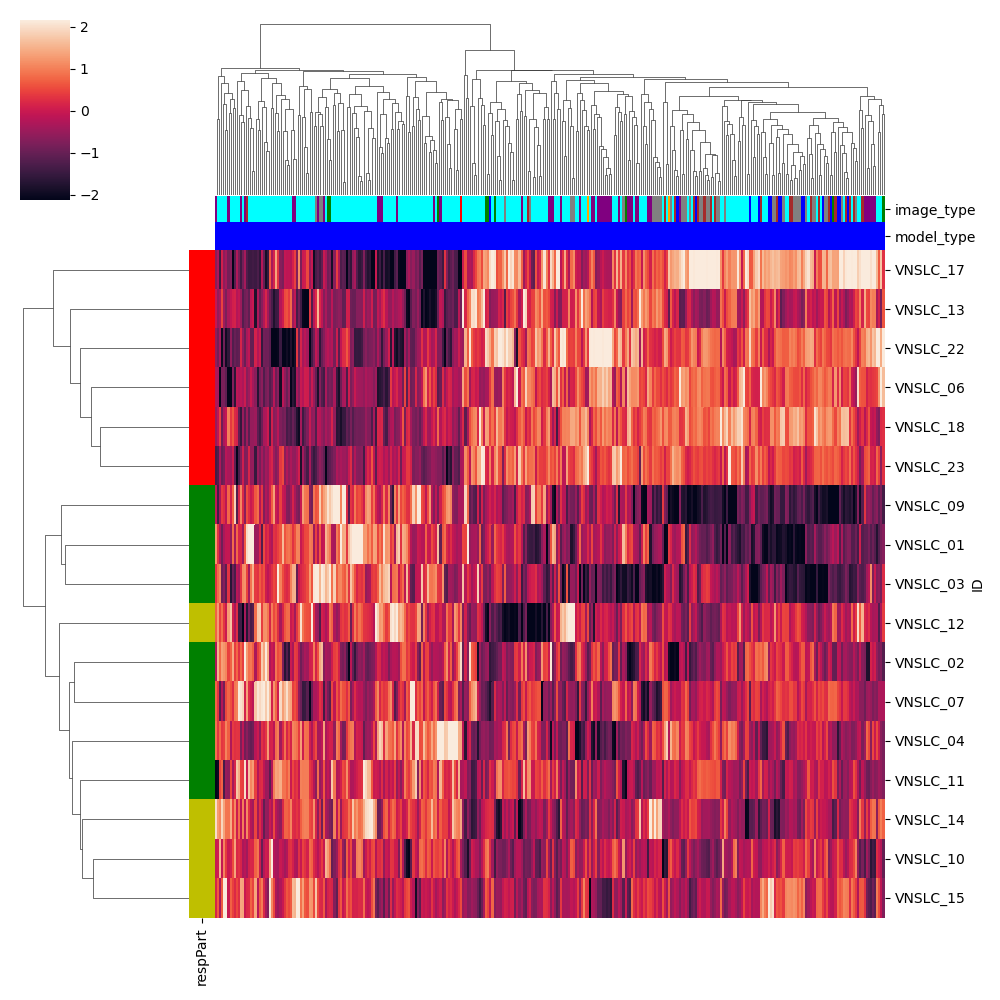 2
1
0
−1
−2
image_type
model_type
VNSLC_17
VNSLC_13
VNSLC_22
VNSLC_06
VNSLC_18
VNSLC_23
VNSLC_09
VNSLC_01
VNSLC_03
VNSLC_12
VNSLC_02
VNSLC_07
VNSLC_04
VNSLC_11
VNSLC_14
VNSLC_10
VNSLC_15
ID
respPart